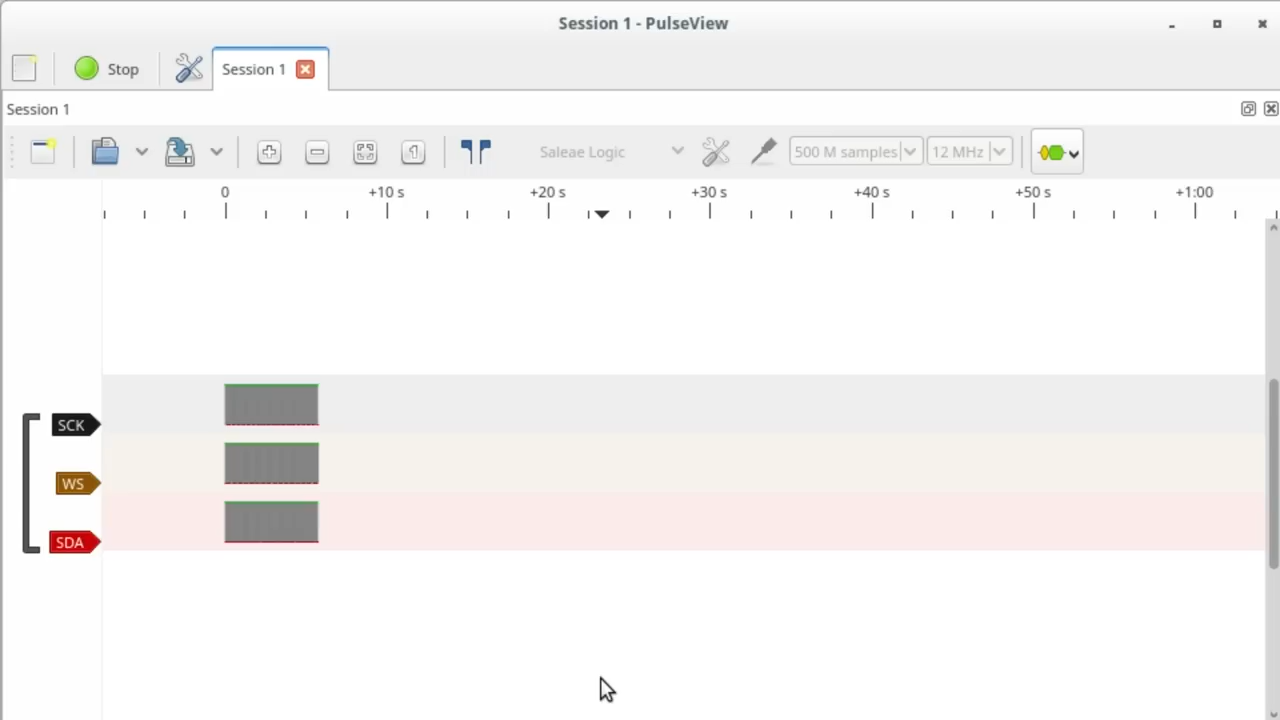 Session 1 - PulseView
Stop
Session 1
Session 1
Saleae Logic
500 M samples
12 MHz
0 +10 s +20 s +30 s +40 s +50 s +1:00
SCK
WS
SDA